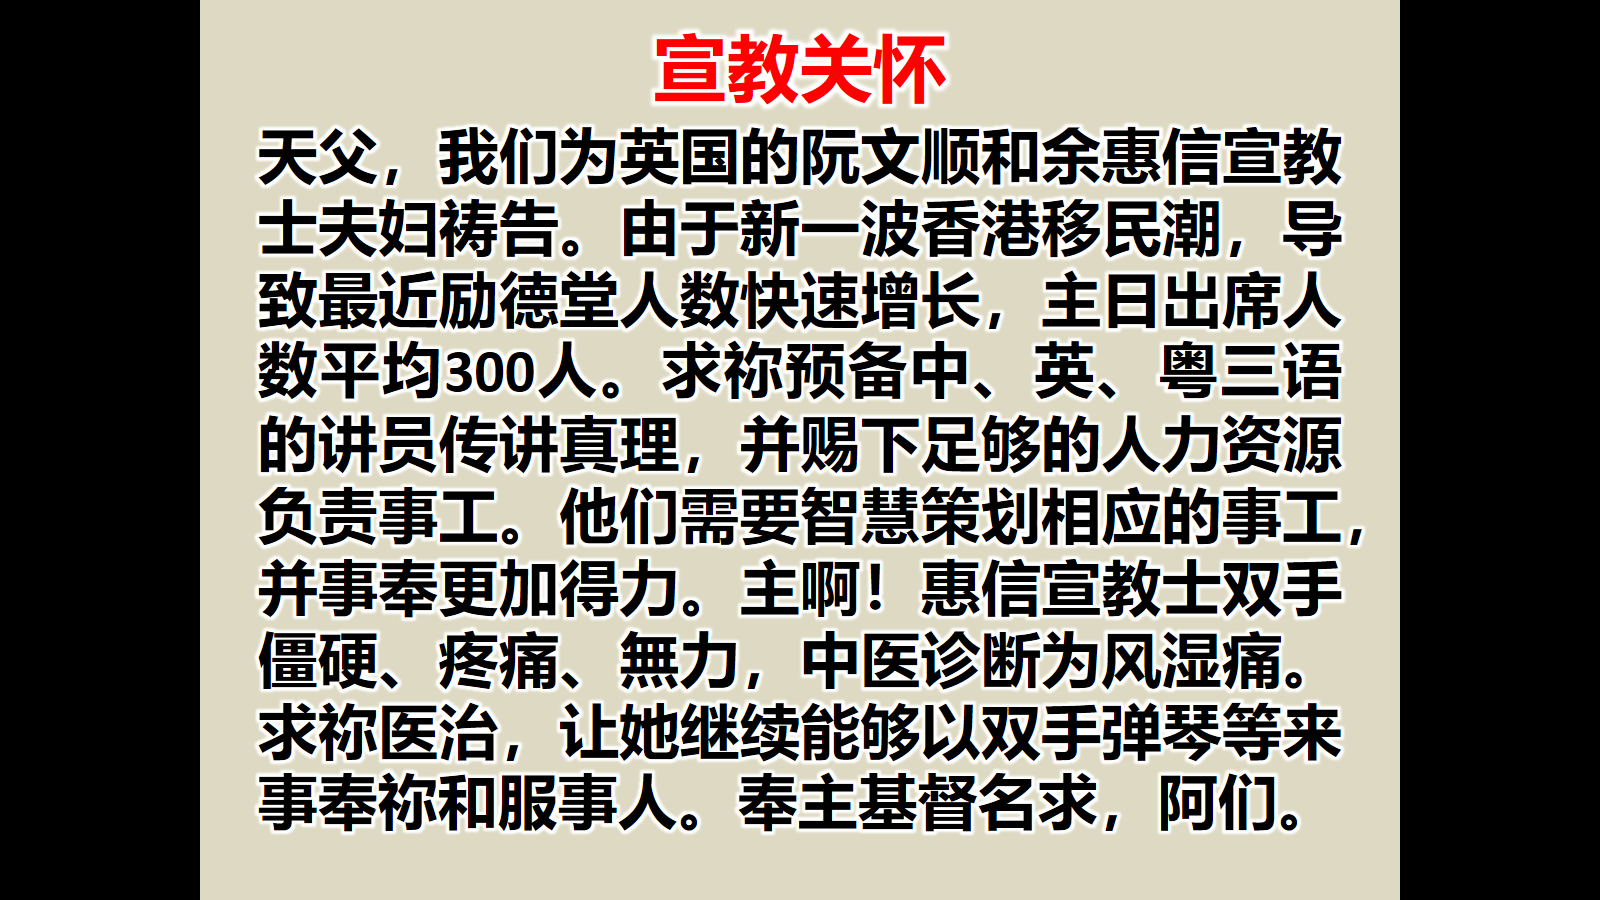 宣教关怀
天父，我们为英国的阮文顺和余惠信宣教
士夫妇祷告。由于新一波香港移民潮，导
致最近励德堂人数快速增长，主日出席人
数平均300人。求祢预备中、英、粤三语
的讲员传讲真理，并赐下足够的人力资源
负责事工。他们需要智慧策划相应的事工，
并事奉更加得力。主啊！惠信宣教士双手
僵硬、疼痛、無力，中医诊断为风湿痛。
求祢医治，让她继续能够以双手弹琴等来
事奉祢和服事人。奉主基督名求，阿们。